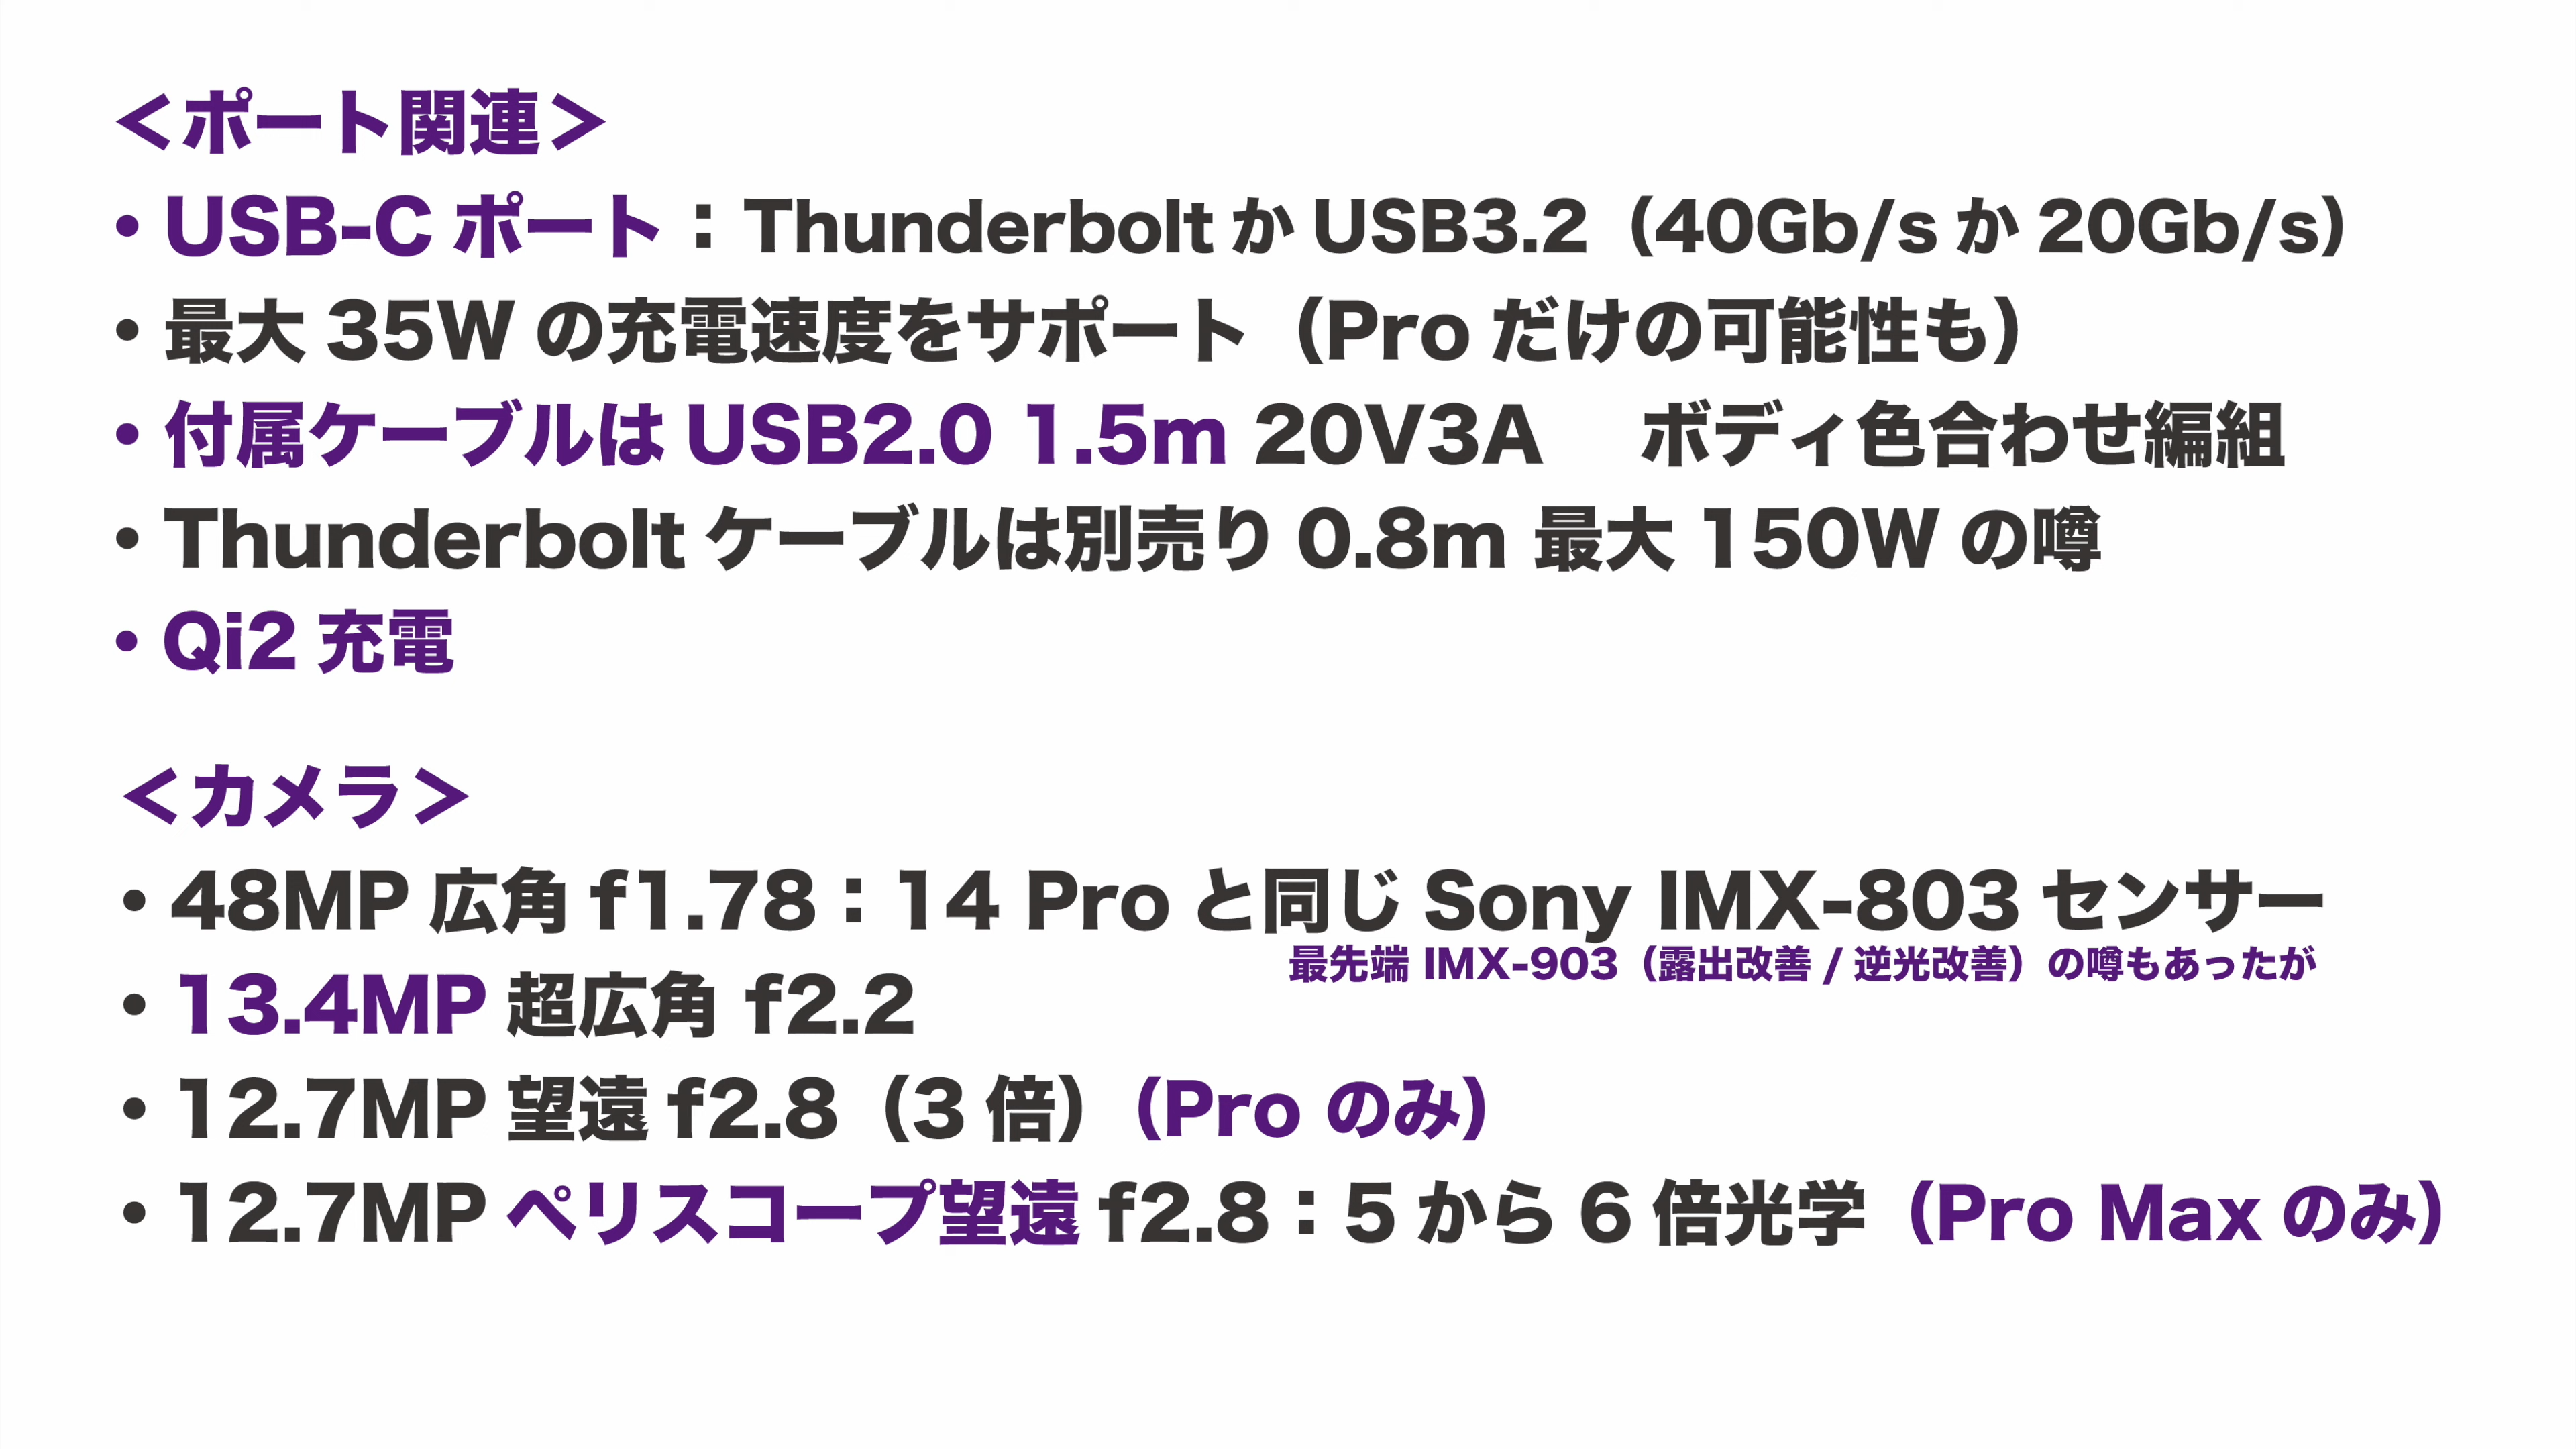 ＜ポート関連＞
・USB-C ポート：Thunderbolt か USB3.2（40Gb/s か 20Gb/s）
・最大 35W の充電速度をサポート（Pro だけの可能性も）
・付属ケーブルは USB2.0 1.5m 20V3A　ボディ色合わせ編組
・Thunderbolt ケーブルは別売り 0.8m 最大 150W の噂
・Qi2 充電
＜カメラ＞
・48MP 広角 f1.78：14 Pro と同じ Sony IMX-803 センサー
最先端 IMX-903（露出改善 / 逆光改善）の噂もあったが
・13.4MP 超広角 f2.2
・12.7MP 望遠 f2.8（3 倍）（Pro のみ）
・12.7MP ペリスコープ望遠 f2.8：5 から 6 倍光学（Pro Max のみ）